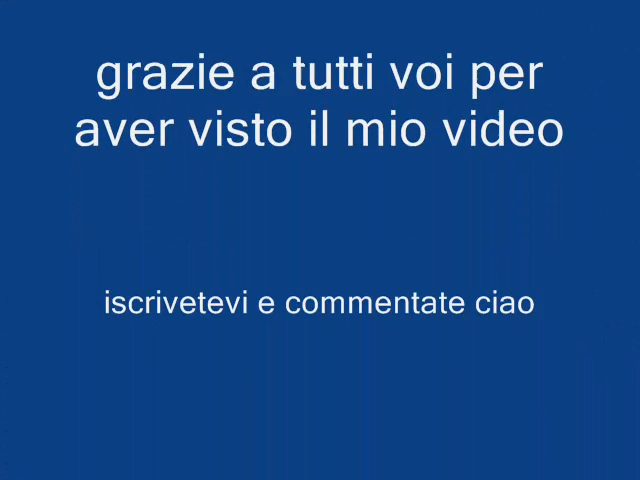 grazie a tutti voi per
aver visto il mio video
iscrivetevi e commentate ciao